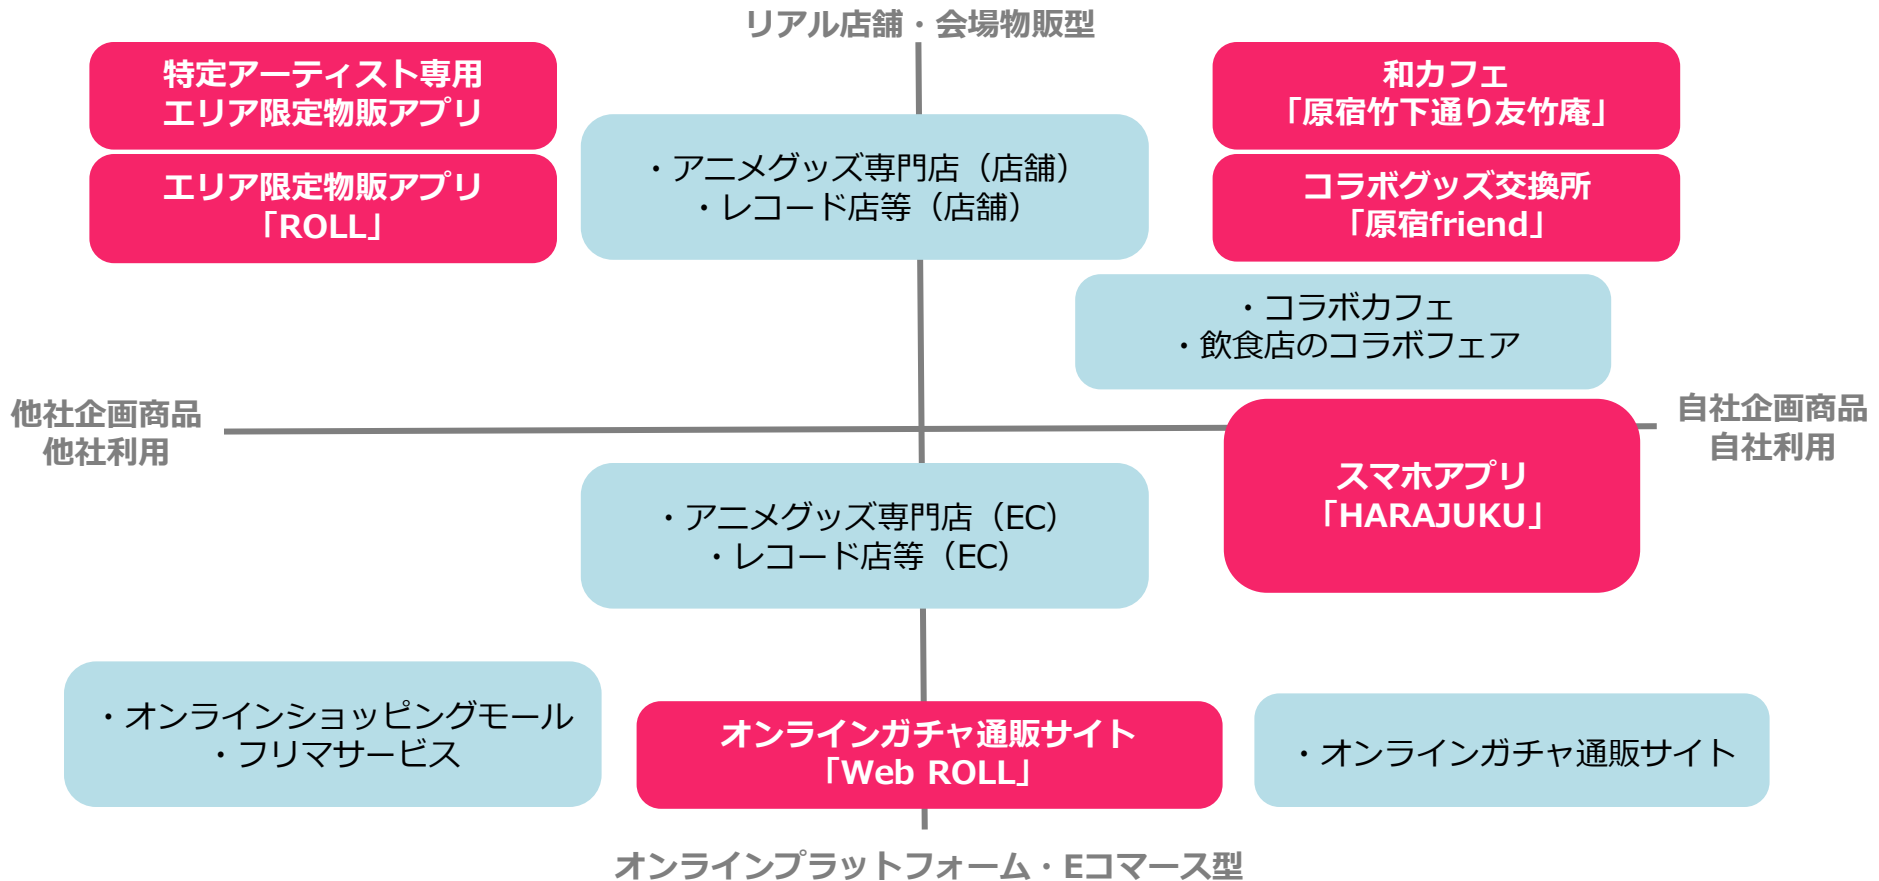 リアル店舗・会場物販型
特定アーティスト専用
エリア限定物販アプリ
和カフェ
「原宿竹下通り友竹庵」
・アニメグッズ専門店（店舗）
・レコード店等（店舗）
エリア限定物販アプリ
「ROLL」
コラボグッズ交換所
「原宿friend」
・コラボカフェ
・飲食店のコラボフェア
他社企画商品
他社利用
自社企画商品
自社利用
スマホアプリ
「HARAJUKU」
・アニメグッズ専門店（EC）
・レコード店等（EC）
・オンラインショッピングモール
・フリマサービス
オンラインガチャ通販サイト
「Web ROLL」
・オンラインガチャ通販サイト
オンラインプラットフォーム・Eコマース型